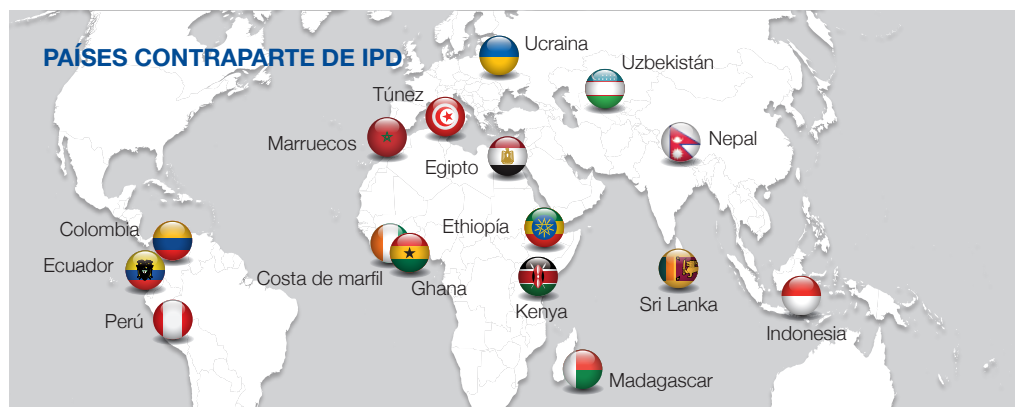 PAÍSES CONTRAPARTE DE IPD
Ucraina
Uzbekistán
Túnez
Marruecos
Nepal
Egipto
Colombia
Ethiopía
Ecuador
Costa de marfil
Ghana
Kenya
Sri Lanka
Perú
Indonesia
Madagascar